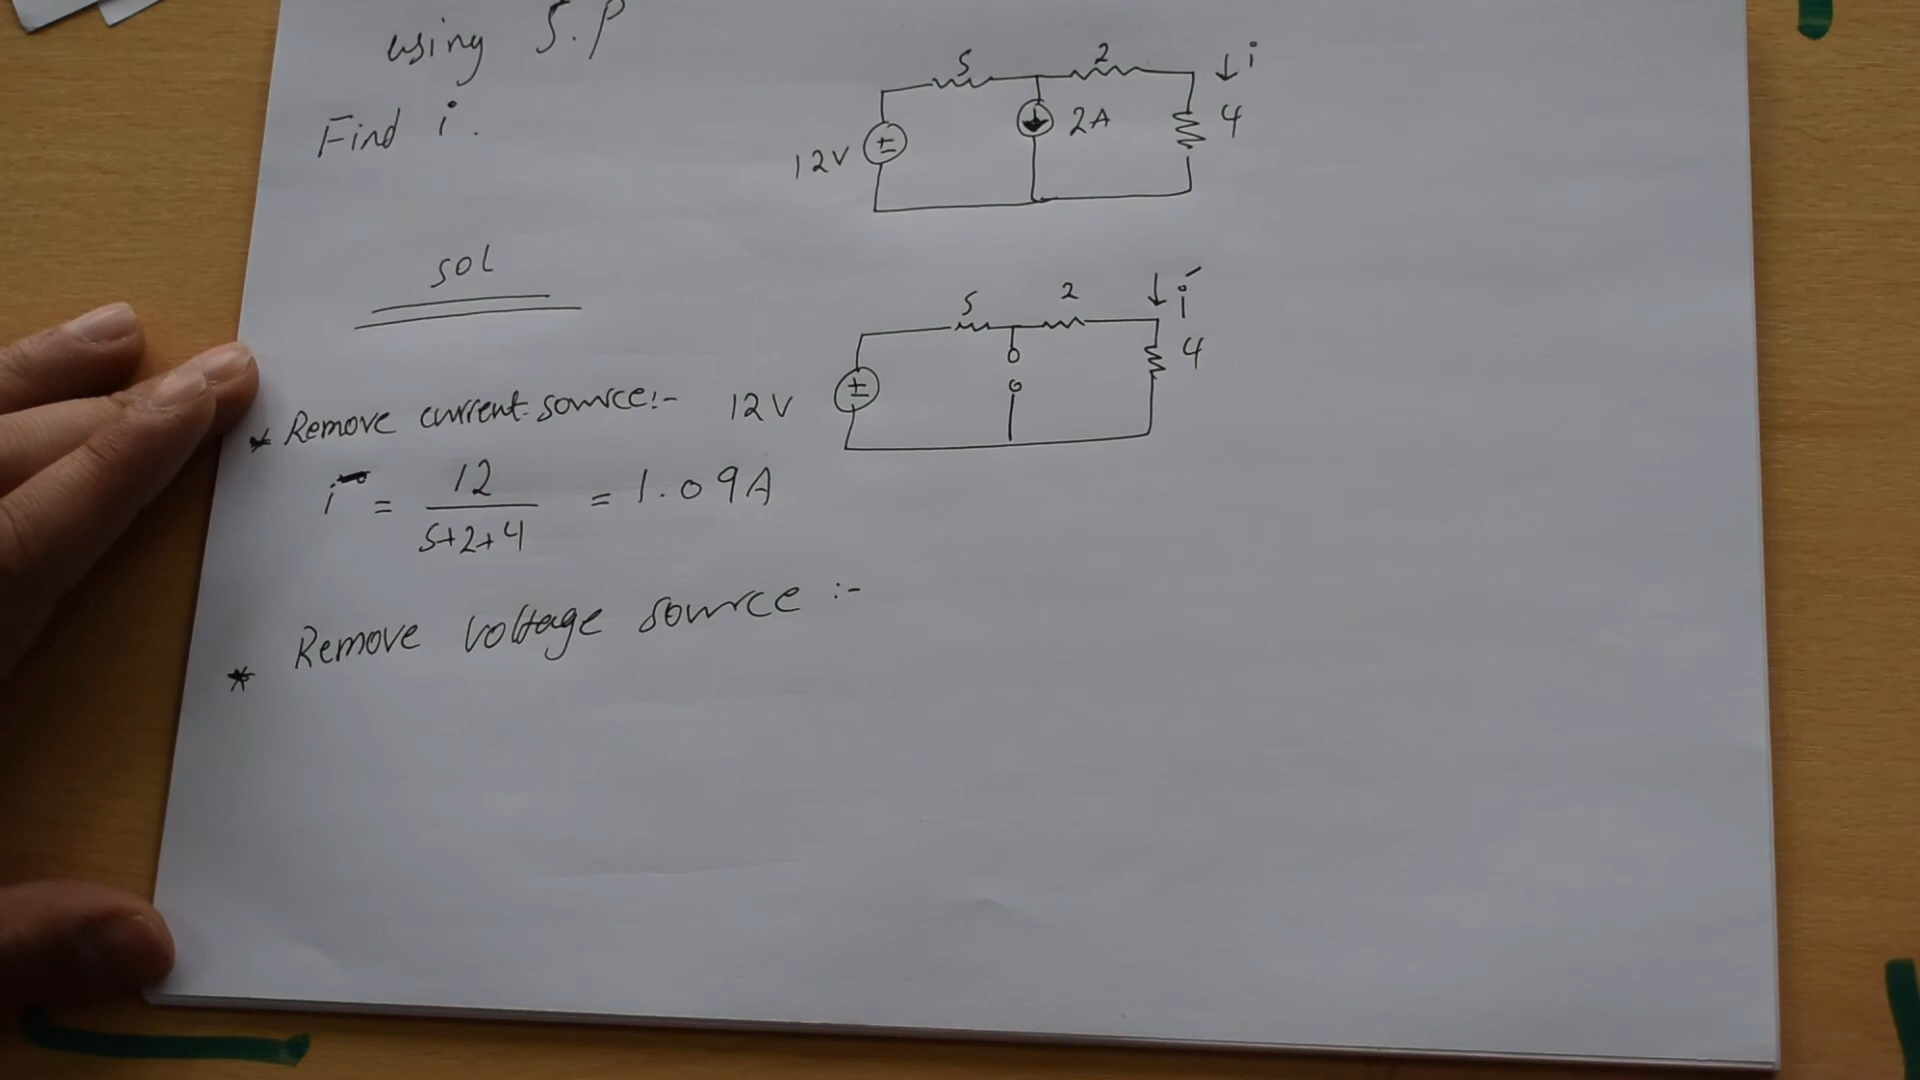 using S.P
Find i.
5
2
i
12V
±
2A
4
sol
5
2
i´
* Remove current source:-
12V
±
4
i´ = 12 / 5+2+4 = 1.09A
* Remove voltage source :-